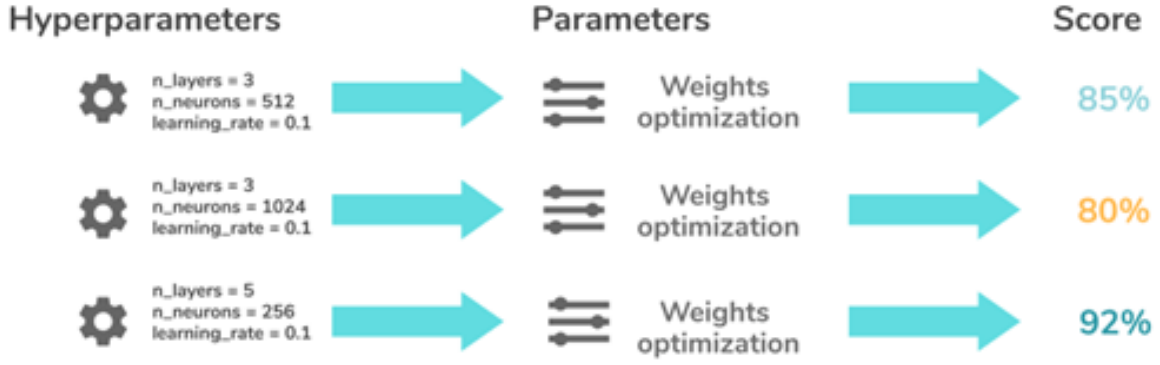 Hyperparameters
Parameters
Score
n_layers = 3
n_neurons = 512
learning_rate = 0.1
Weights
optimization
85%
n_layers = 3
n_neurons = 1024
learning_rate = 0.1
Weights
optimization
80%
n_layers = 5
n_neurons = 256
learning_rate = 0.1
Weights
optimization
92%